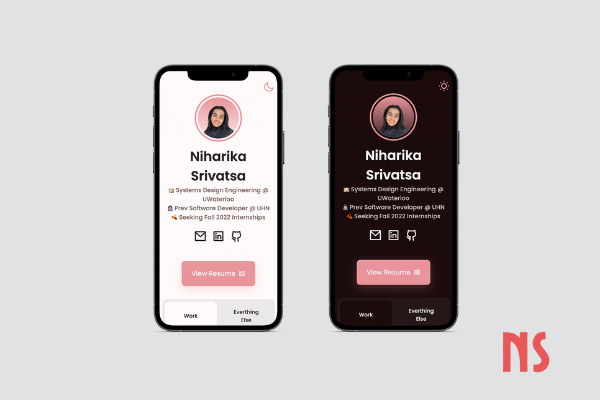 Niharika
Srivatsa
Systems Design Engineering @
UWaterloo
Prev Software Developer @ UHN
Seeking Fall 2022 Internships
View Resume
Work
Everthing
Else
Niharika
Srivatsa
Systems Design Engineering @
UWaterloo
Prev Software Developer @ UHN
Seeking Fall 2022 Internships
View Resume
Work
Everthing
Else
NS